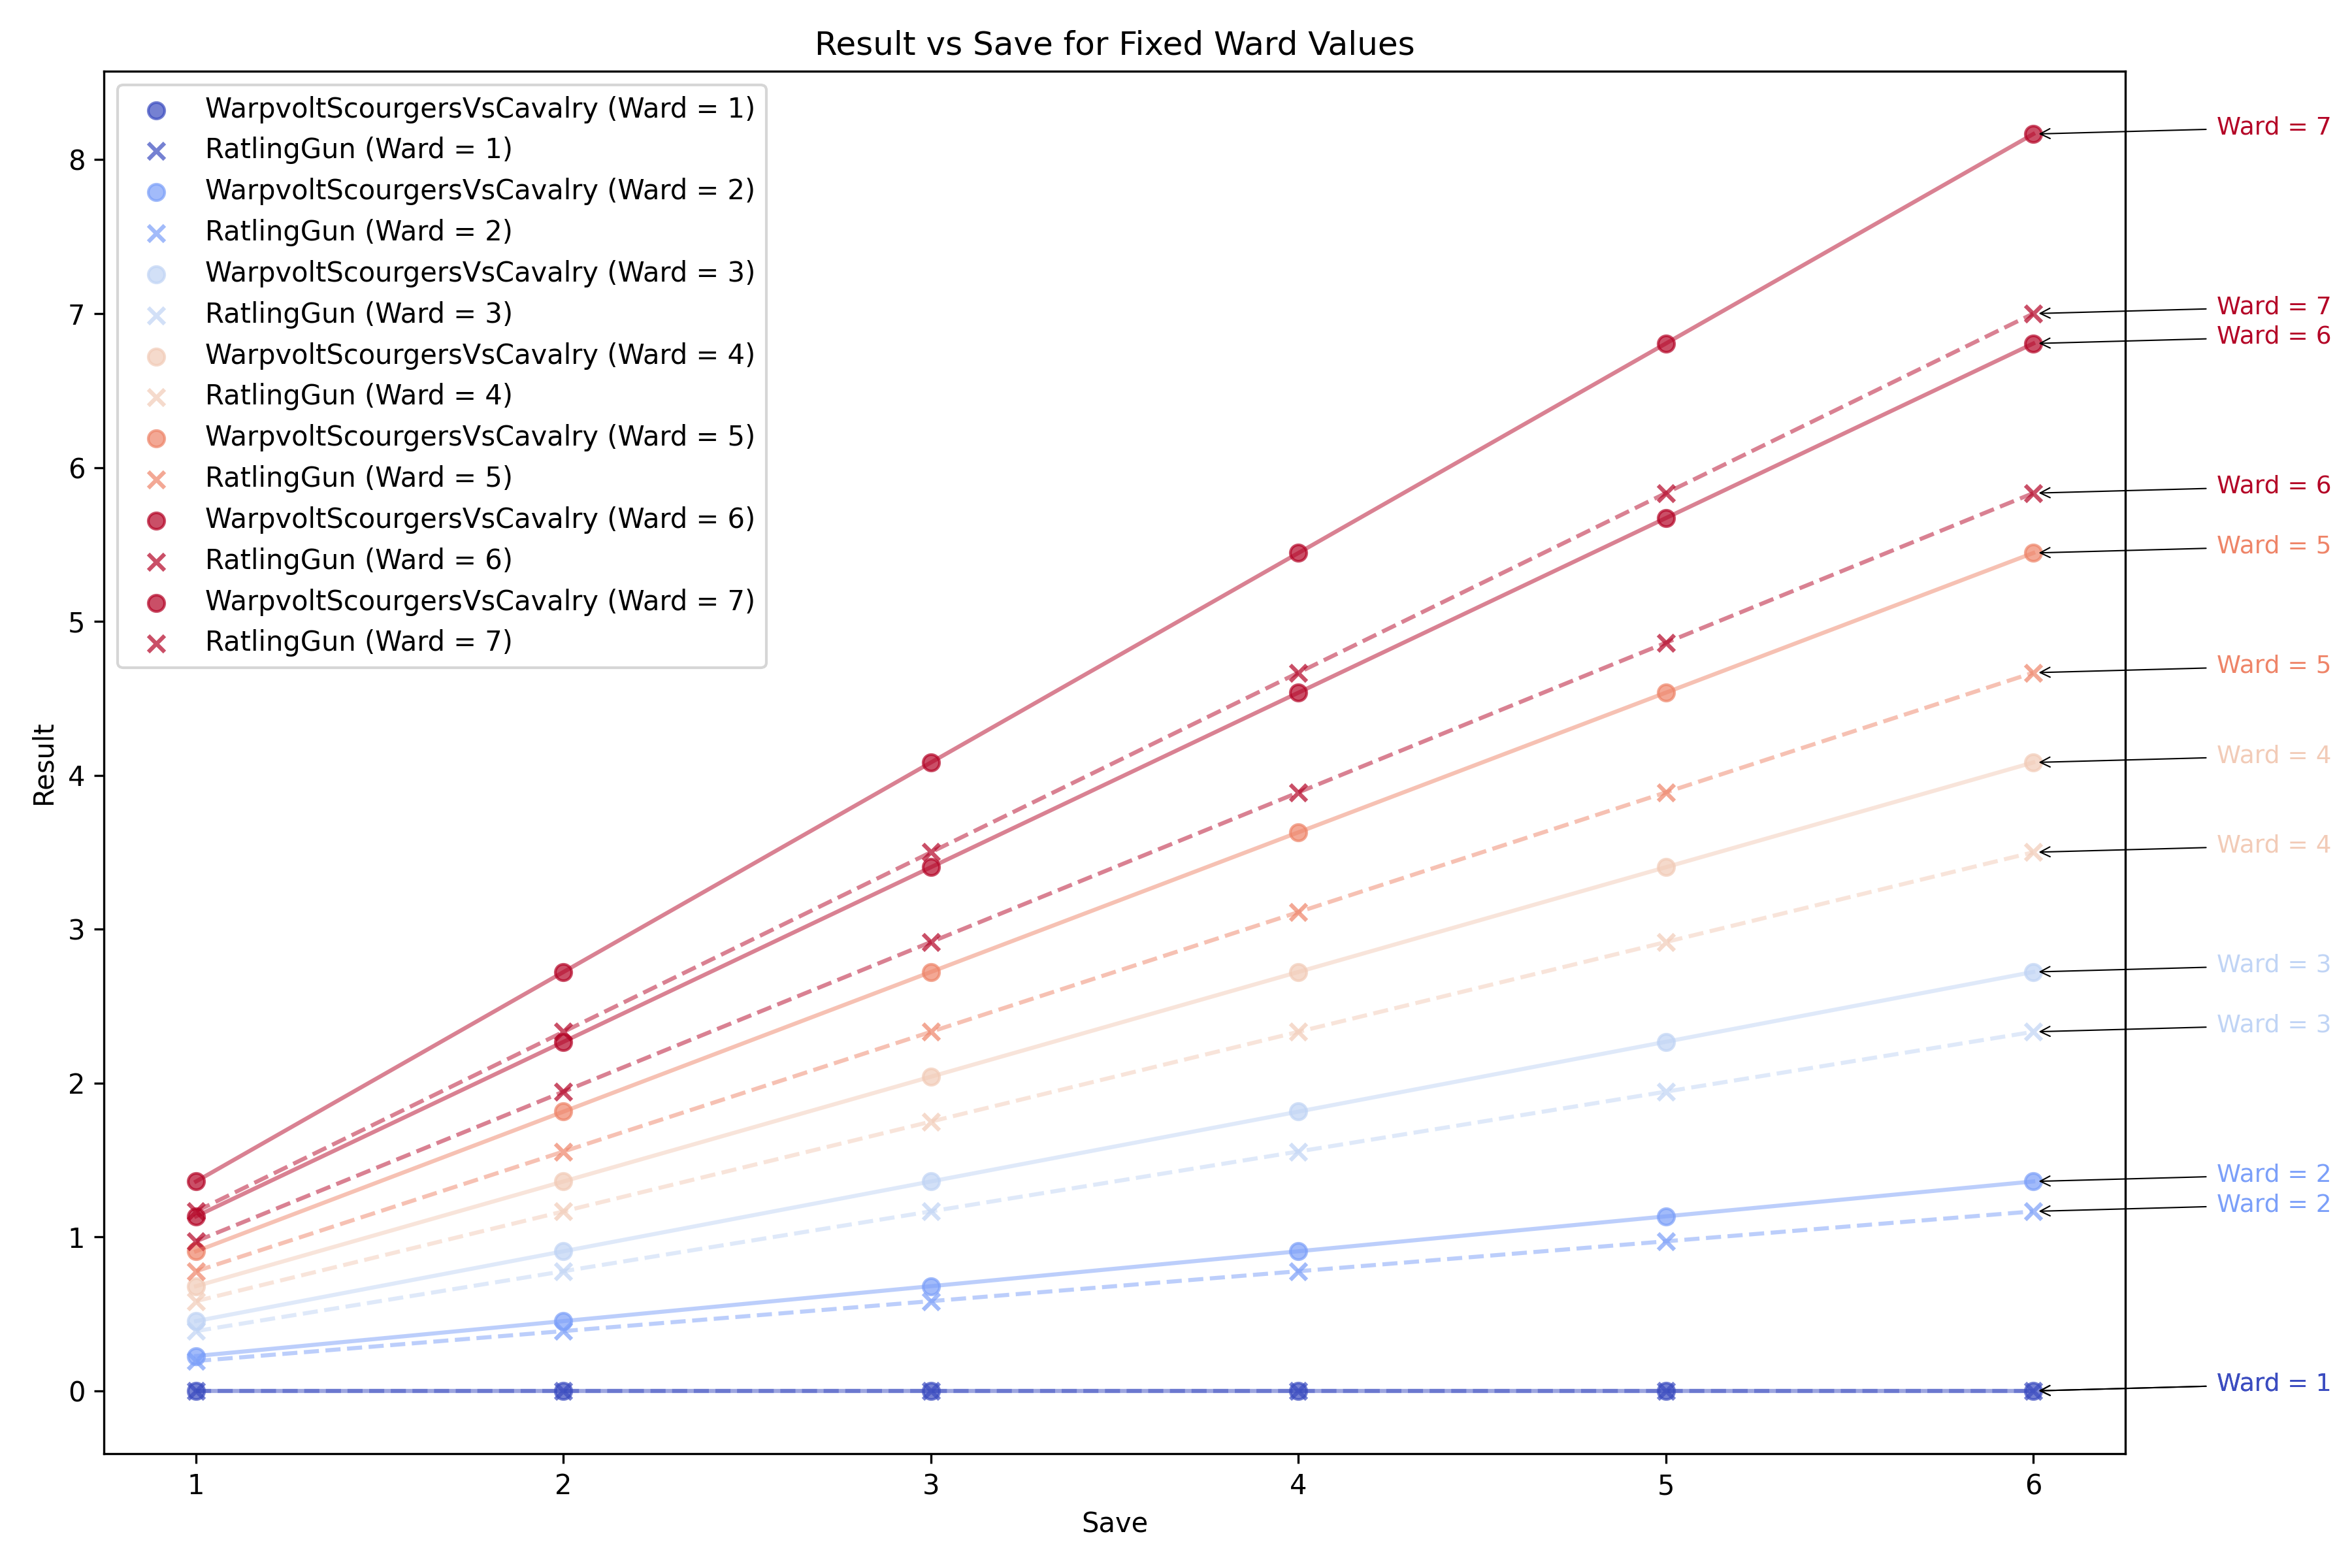 Result vs Save for Fixed Ward Values
WarpvoltScourgersVsCavalry (Ward = 1)
RatlingGun (Ward = 1)
WarpvoltScourgersVsCavalry (Ward = 2)
RatlingGun (Ward = 2)
WarpvoltScourgersVsCavalry (Ward = 3)
RatlingGun (Ward = 3)
WarpvoltScourgersVsCavalry (Ward = 4)
RatlingGun (Ward = 4)
WarpvoltScourgersVsCavalry (Ward = 5)
RatlingGun (Ward = 5)
WarpvoltScourgersVsCavalry (Ward = 6)
RatlingGun (Ward = 6)
WarpvoltScourgersVsCavalry (Ward = 7)
RatlingGun (Ward = 7)
Result
8
7
6
5
4
3
2
1
0
Ward = 7
Ward = 7
Ward = 6
Ward = 6
Ward = 5
Ward = 5
Ward = 4
Ward = 4
Ward = 3
Ward = 3
Ward = 2
Ward = 2
Ward = 1
1 2 3 4 5 6
Save